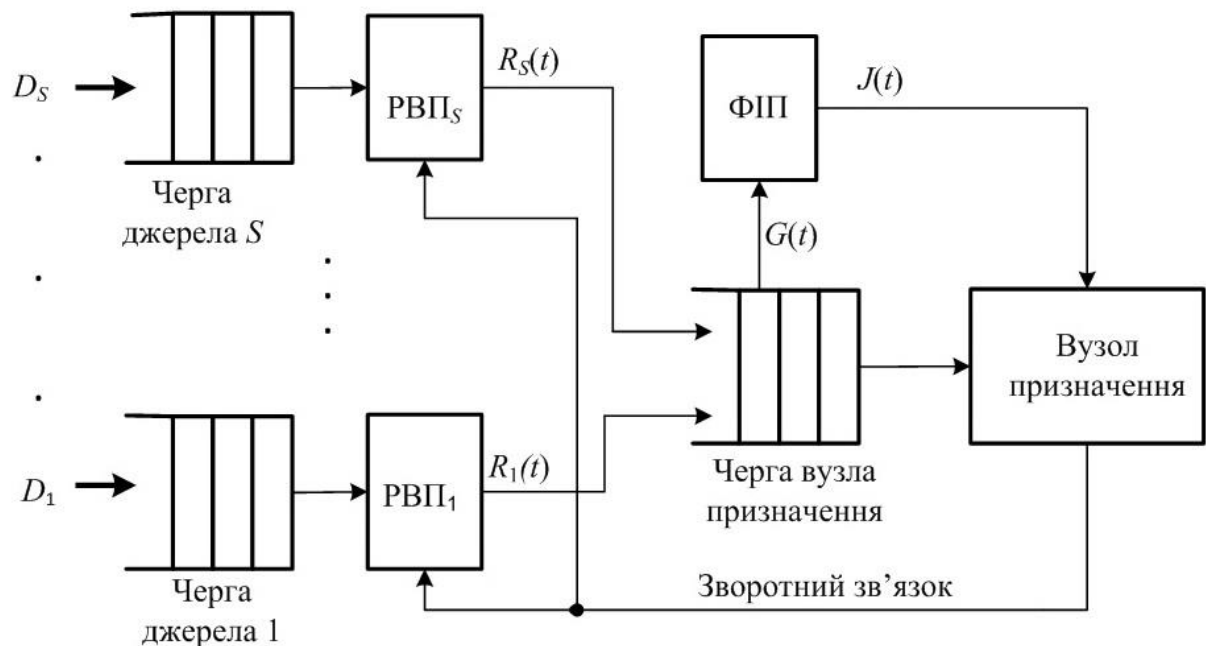 D_S
Черга
джерела S
РВП_S
R_S(t)
ФІП
J(t)
G(t)
Вузол
призначення
D_1
Черга
джерела 1
РВП_1
R_1(t)
Черга вузла
призначення
Зворотний зв’язок